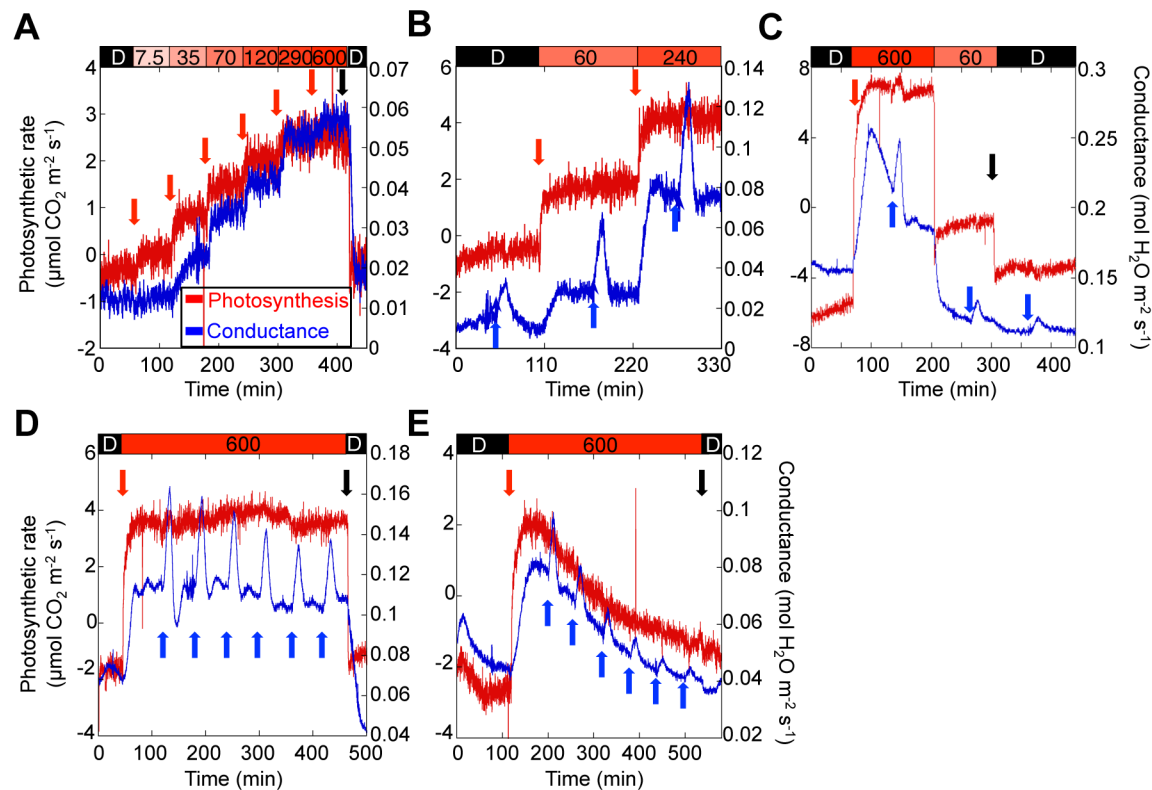 A
D 7.5 35 70 120 290 600 D
4 3 2 1 0 -1 -2
0.07 0.06 0.05 0.04 0.03 0.02 0.01 0
Photosynthetic rate
(µmol CO2 m-2 s-1)
Photosynthesis
Conductance
0 100 200 300 400
Time (min)
B
D 60 240
6 4 2 0 -2 -4
0.14 0.12 0.10 0.08 0.06 0.04 0.02 0
0 110 220 330
Time (min)
C
D 600 60 D
8 4 0 -4 -8
0.3 0.25 0.2 0.15 0.1
Conductance (mol H2O m-2 s-1)
0 100 200 300 400
Time (min)
D
D 600 D
6 4 2 0 -2 -4
0.18 0.16 0.14 0.12 0.10 0.08 0.06 0.04
Photosynthetic rate
(µmol CO2 m-2 s-1)
0 100 200 300 400 500
Time (min)
E
D 600 D
4 2 0 -2 -4
0.12 0.10 0.08 0.06 0.04 0.02
Conductance (mol H2O m-2 s-1)
0 100 200 300 400 500
Time (min)